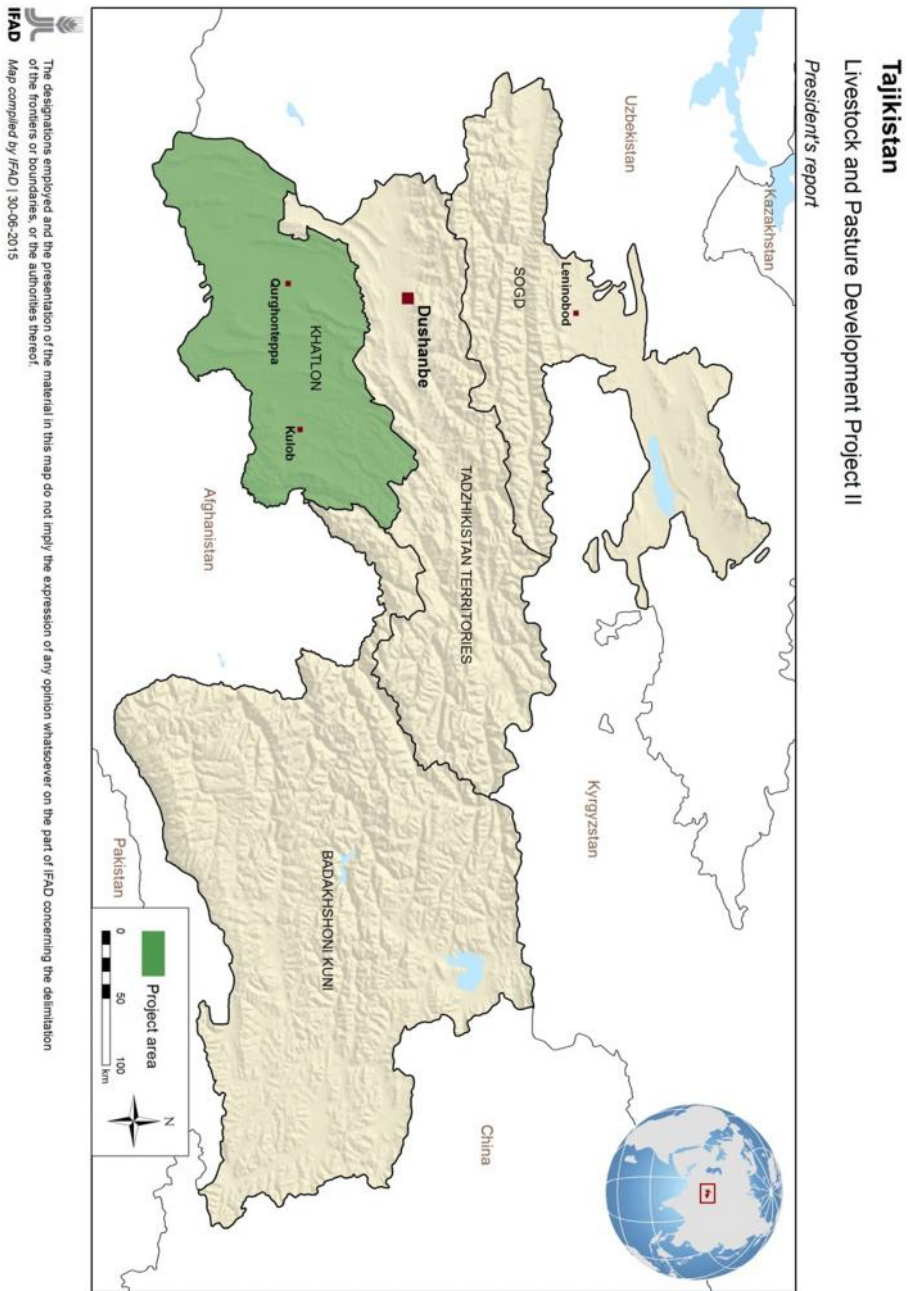 Tajikistan
Livestock and Pasture Development Project II
President's report
Kazakhstan
Uzbekistan
Kyrgyzstan
China
Leninobod
SOGD
Dushanbe
TADZHIKISTAN TERRITORIES
KHATLON
Qurghonteppa
Kulob
BADAKHSHONI KUNI
Afghanistan
Pakistan
Project area
0 50 100
km
N
The designations employed and the presentation of the material in this map do not imply the expression of any opinion whatsoever on the part of IFAD concerning the delimitation
of the frontiers or boundaries, or the authorities thereof.
IFAD
Map compiled by IFAD | 30-06-2015